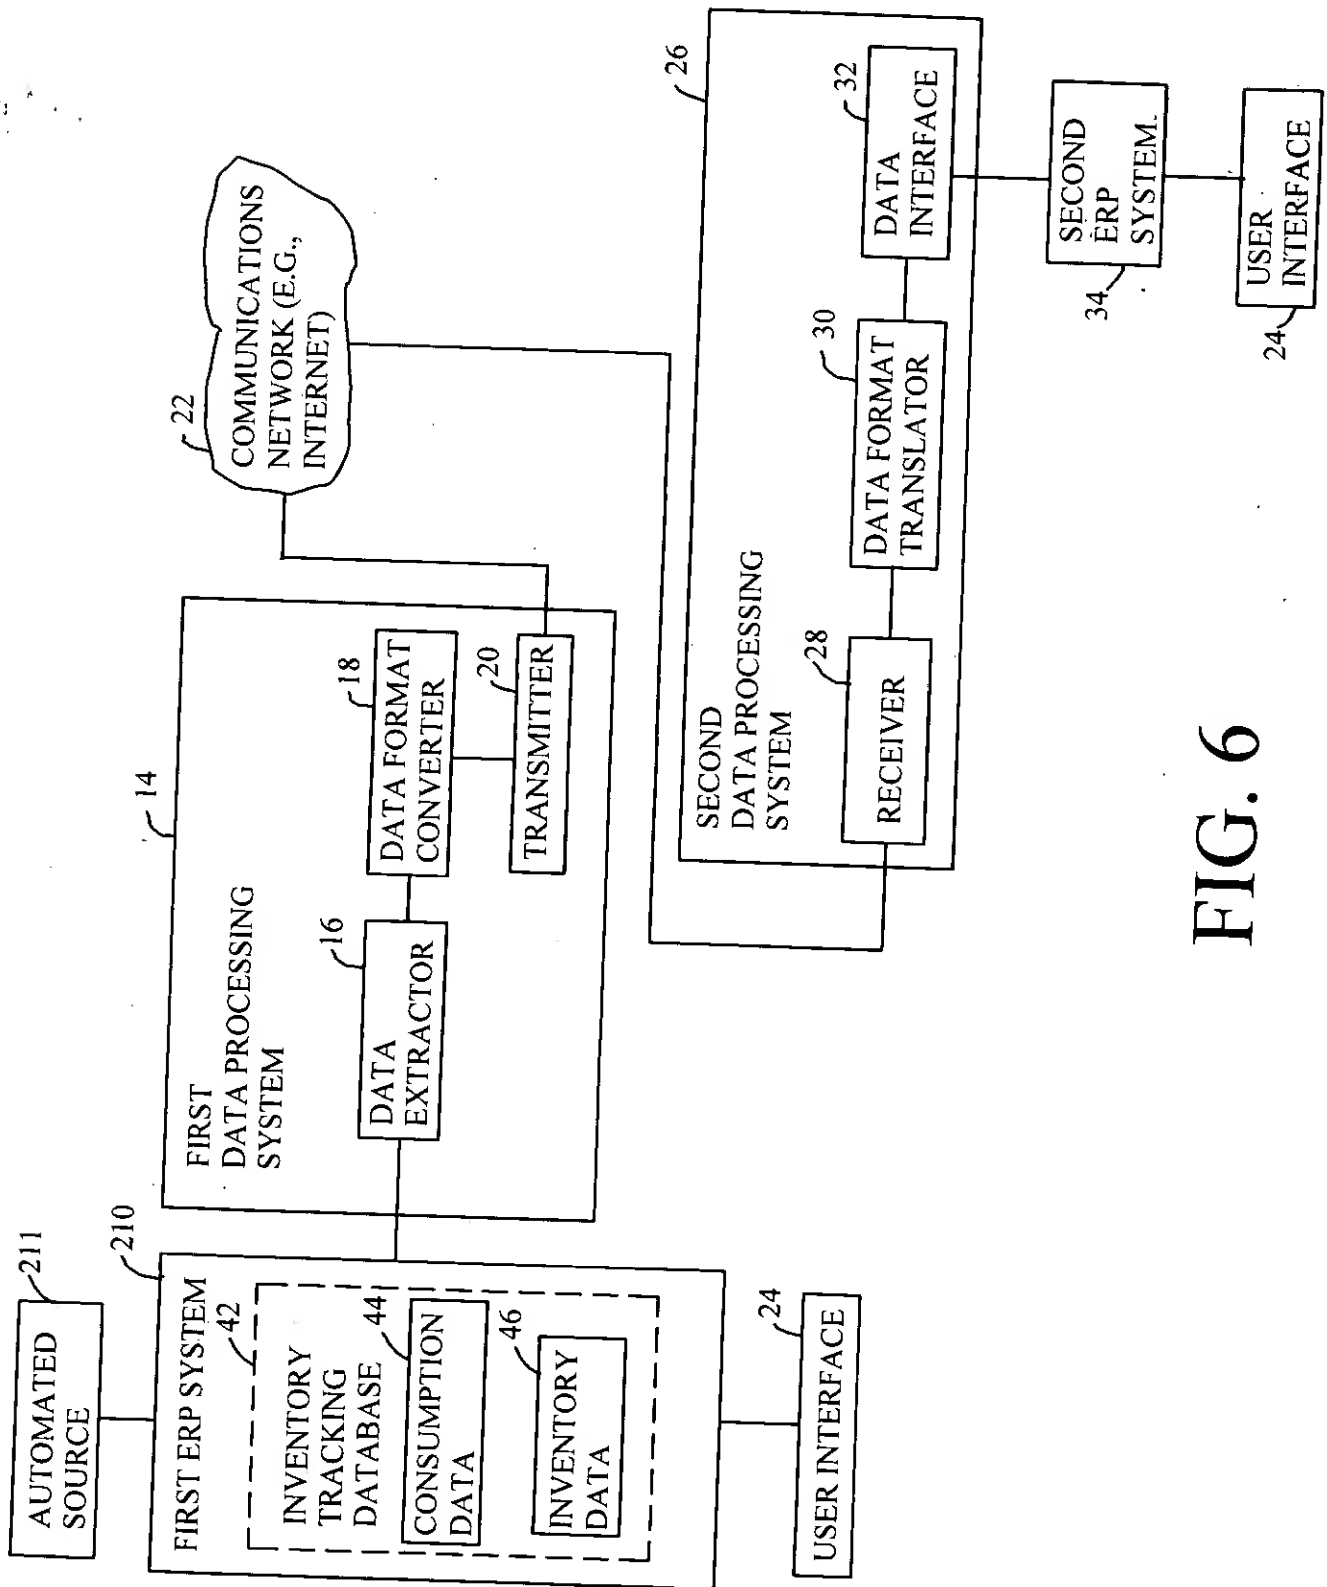 AUTOMATED
SOURCE
211
FIRST ERP SYSTEM
210
42
INVENTORY
TRACKING
DATABASE
44
CONSUMPTION
DATA
46
INVENTORY
DATA
24
USER INTERFACE
14
FIRST
DATA PROCESSING
SYSTEM
16
DATA
EXTRACTOR
18
DATA FORMAT
CONVERTER
20
TRANSMITTER
22
COMMUNICATIONS
NETWORK (E.G.,
INTERNET)
26
SECOND
DATA PROCESSING
SYSTEM
28
RECEIVER
30
DATA FORMAT
TRANSLATOR
32
DATA
INTERFACE
SECOND
ERP
SYSTEM.
34
USER
INTERFACE
24
FIG. 6